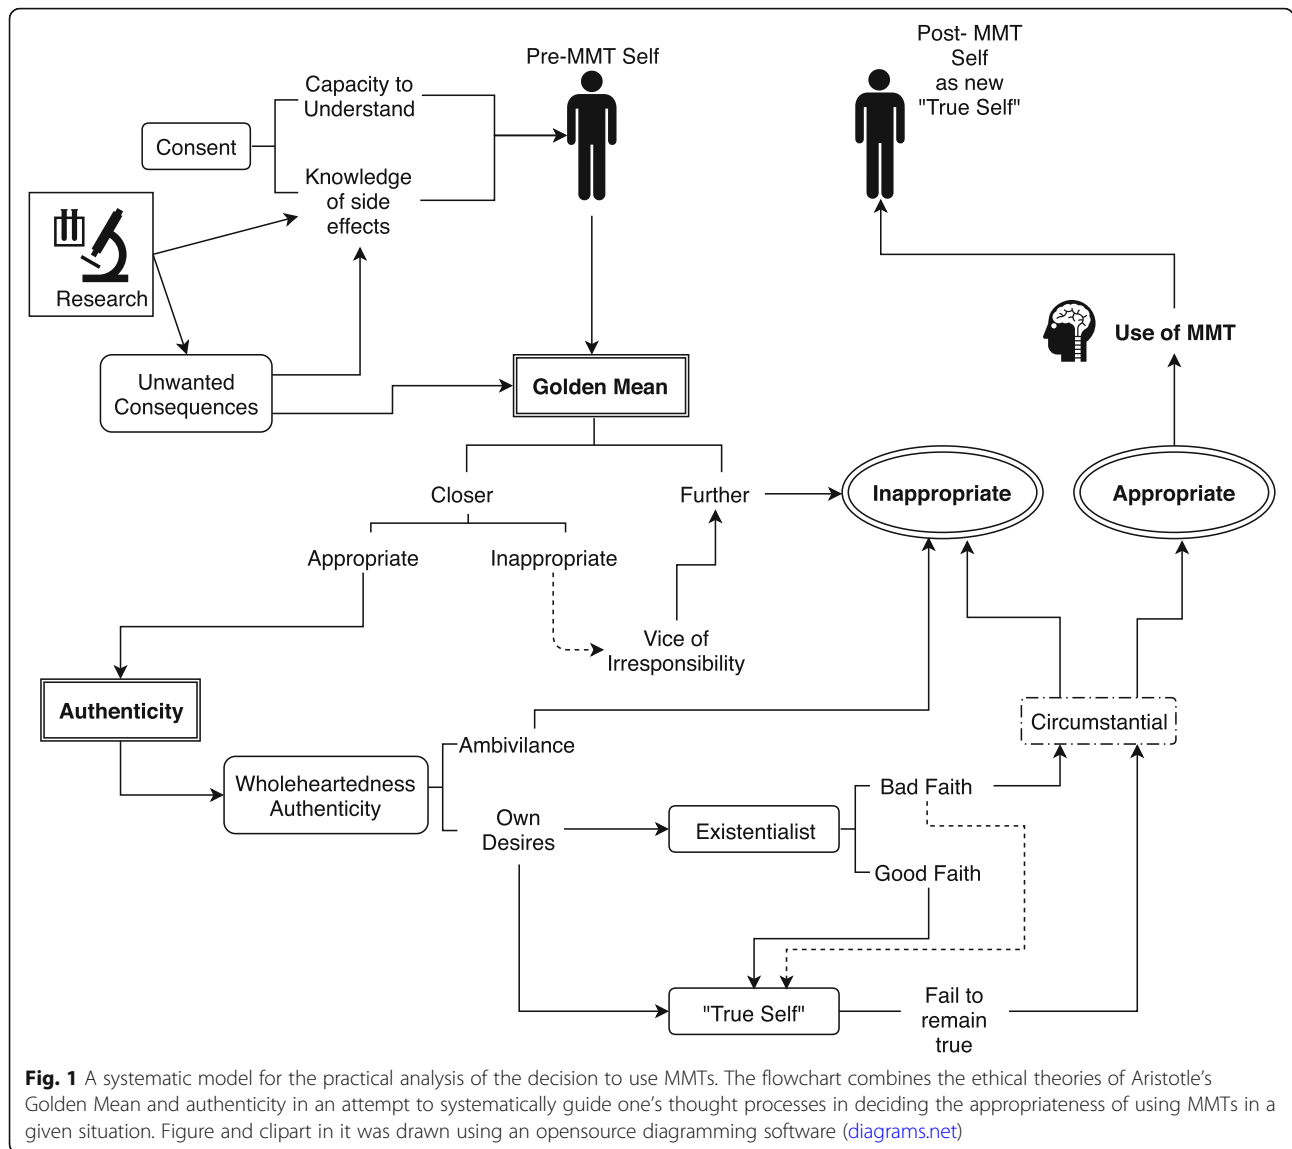 Pre-MMT Self
Post- MMT
Self
as new
"True Self"
Capacity to
Understand
Consent
Knowledge
of side
effects
Research
Use of MMT
Unwanted
Consequences
Golden Mean
Closer
Further
Inappropriate
Appropriate
Appropriate
Inappropriate
Vice of
Irresponsibility
Authenticity
Circumstantial
Ambivilance
Wholeheartedness
Authenticity
Bad Faith
Own
Desires
Existentialist
Good Faith
"True Self"
Fail to
remain
true
Fig. 1 A systematic model for the practical analysis of the decision to use MMTs. The flowchart combines the ethical theories of Aristotle's
Golden Mean and authenticity in an attempt to systematically guide one's thought processes in deciding the appropriateness of using MMTs in a
given situation. Figure and clipart in it was drawn using an opensource diagramming software (diagrams.net)